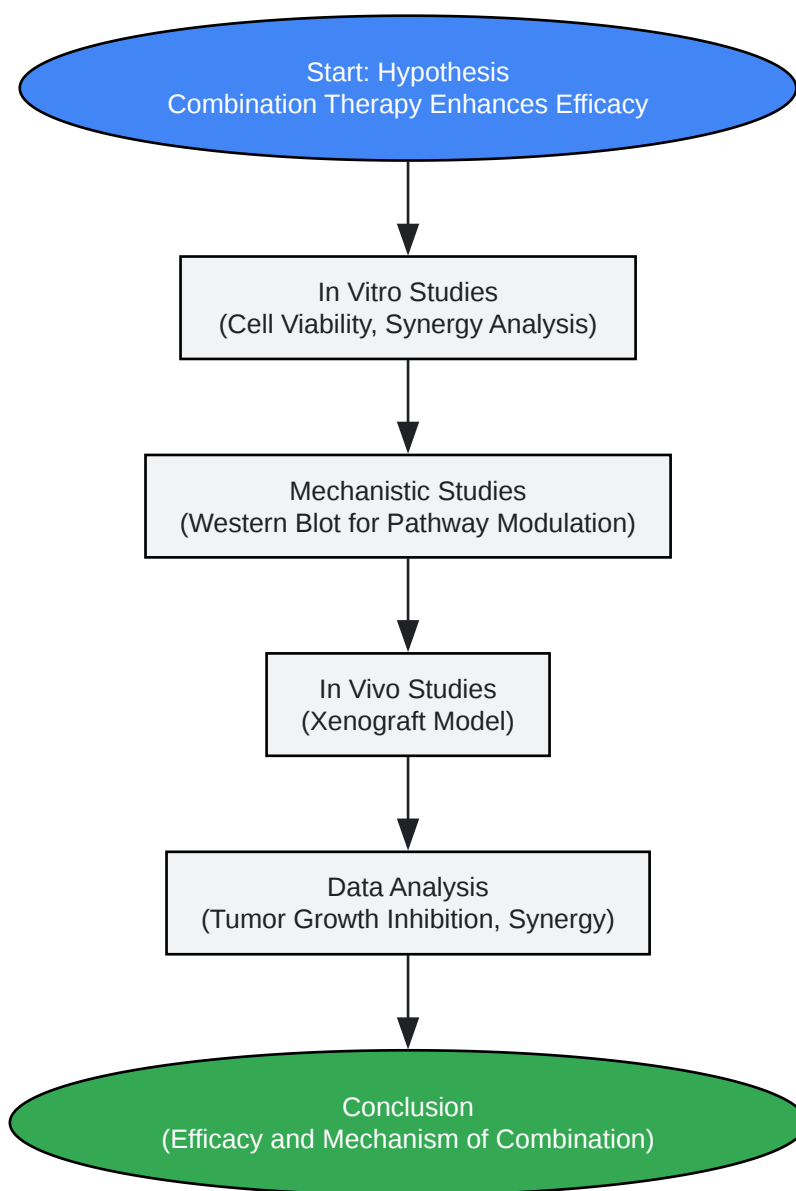 Start: Hypothesis
Combination Therapy Enhances Efficacy
In Vitro Studies
(Cell Viability, Synergy Analysis)
Mechanistic Studies
(Western Blot for Pathway Modulation)
In Vivo Studies
(Xenograft Model)
Data Analysis
(Tumor Growth Inhibition, Synergy)
Conclusion
(Efficacy and Mechanism of Combination)